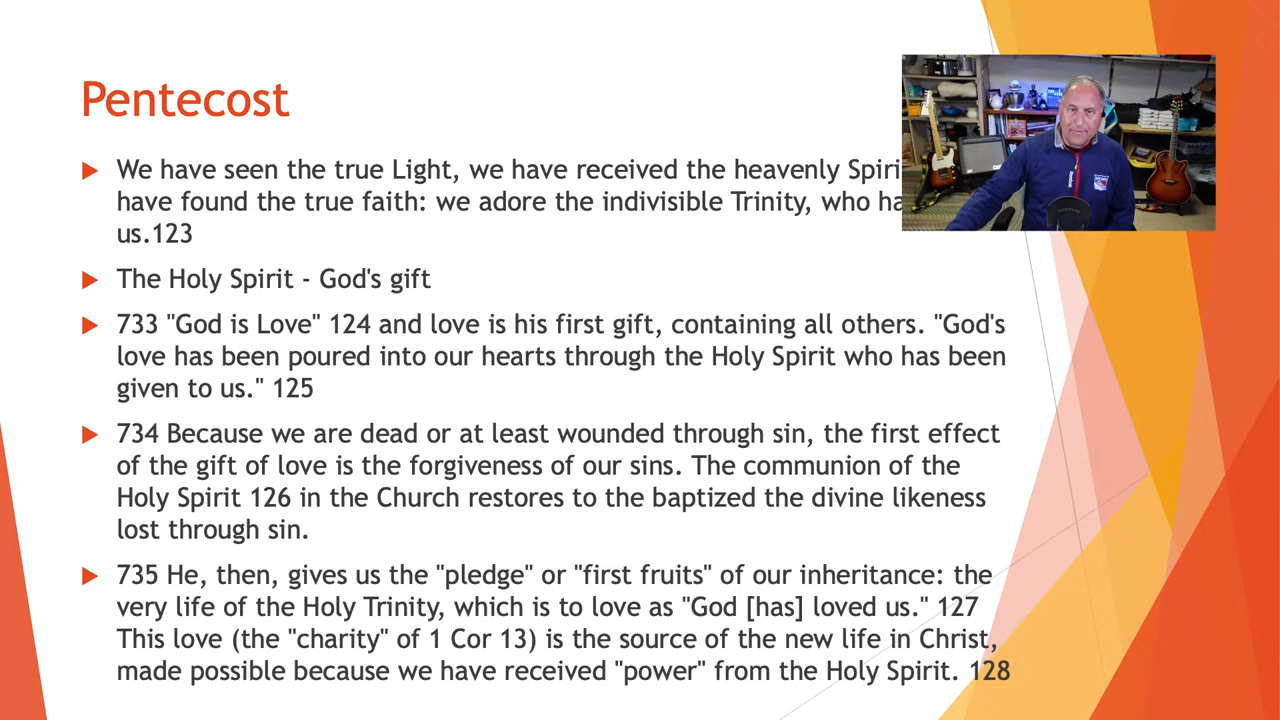 Pentecost
We have seen the true Light, we have received the heavenly
have found the true faith: we adore the indivisible Trinity, who
us.123
The Holy Spirit - God's gift
733 "God is Love" 124 and love is his first gift, containing all others. "God's
love has been poured into our hearts through the Holy Spirit who has been
given to us." 125
734 Because we are dead or at least wounded through sin, the first effect
of the gift of love is the forgiveness of our sins. The communion of the
Holy Spirit 126 in the Church restores to the baptized the divine likeness
lost through sin.
735 He, then, gives us the "pledge" or "first fruits" of our inheritance: the
very life of the Holy Trinity, which is to love as "God [has] loved us." 127
This love (the "charity" of 1 Cor 13) is the source of the new life in Christ,
made possible because we have received "power" from the Holy Spirit. 128